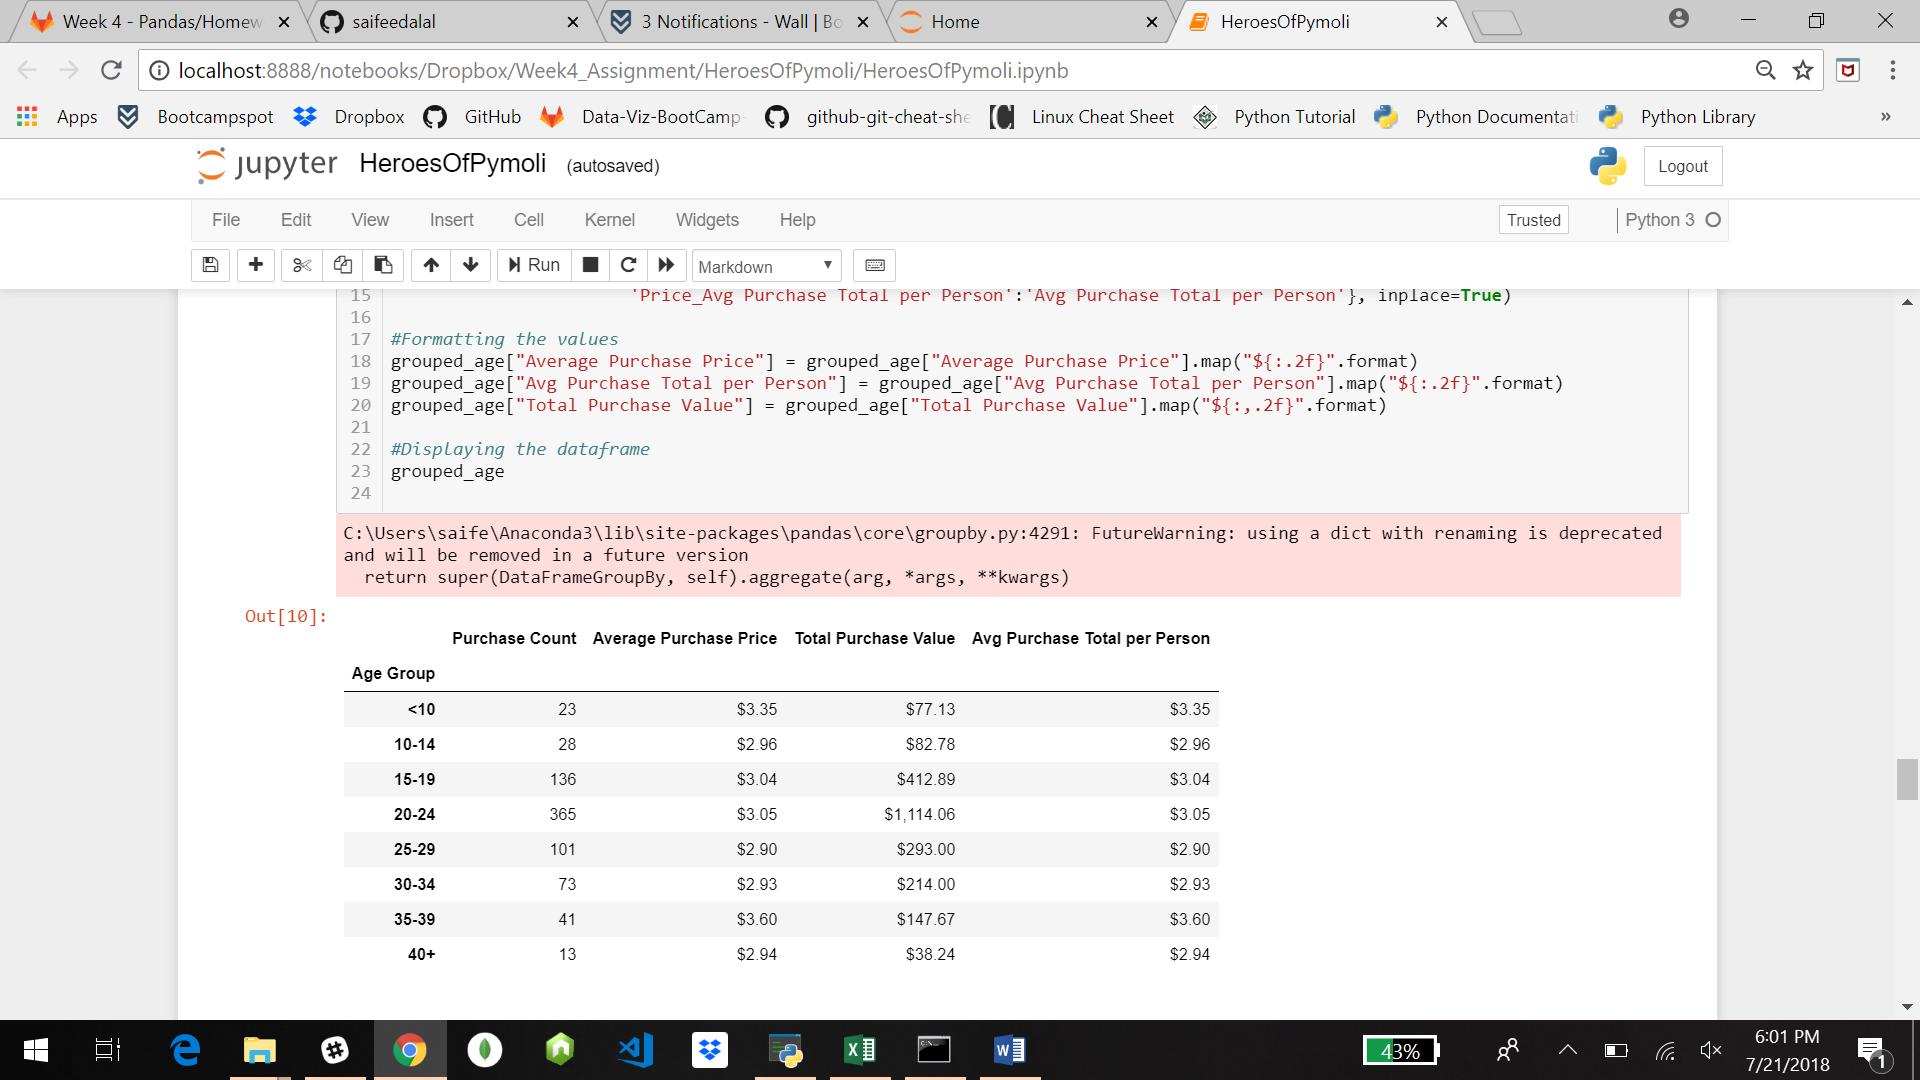 Week 4 - Pandas/Homew
saifeedalal
3 Notifications - Wall | Bo
Home
HeroesOfPymoli
localhost:8888/notebooks/Dropbox/Week4_Assignment/HeroesOfPymoli/HeroesOfPymoli.ipynb
Apps Bootcampspot Dropbox GitHub Data-Viz-BootCamp- github-git-cheat-she Linux Cheat Sheet Python Tutorial Python Documentati Python Library »
jupyter HeroesOfPymoli (autosaved) Logout
File Edit View Insert Cell Kernel Widgets Help Trusted Python 3
Run Markdown
15 'Price_Avg Purchase Total per Person':'Avg Purchase Total per Person'}, inplace=True)
16
17 #Formatting the values
18 grouped_age["Average Purchase Price"] = grouped_age["Average Purchase Price"].map("${:.2f}".format)
19 grouped_age["Avg Purchase Total per Person"] = grouped_age["Avg Purchase Total per Person"].map("${:.2f}".format)
20 grouped_age["Total Purchase Value"] = grouped_age["Total Purchase Value"].map("${:,.2f}".format)
21
22 #Displaying the dataframe
23 grouped_age
24
C:\Users\saife\Anaconda3\lib\site-packages\pandas\core\groupby.py:4291: FutureWarning: using a dict with renaming is deprecated
and will be removed in a future version
return super(DataFrameGroupBy, self).aggregate(arg, *args, **kwargs)
Out[10]:
Purchase Count Average Purchase Price Total Purchase Value Avg Purchase Total per Person
Age Group
<10 23 $3.35 $77.13 $3.35
10-14 28 $2.96 $82.78 $2.96
15-19 136 $3.04 $412.89 $3.04
20-24 365 $3.05 $1,114.06 $3.05
25-29 101 $2.90 $293.00 $2.90
30-34 73 $2.93 $214.00 $2.93
35-39 41 $3.60 $147.67 $3.60
40+ 13 $2.94 $38.24 $2.94
43%
6:01 PM
7/21/2018
1